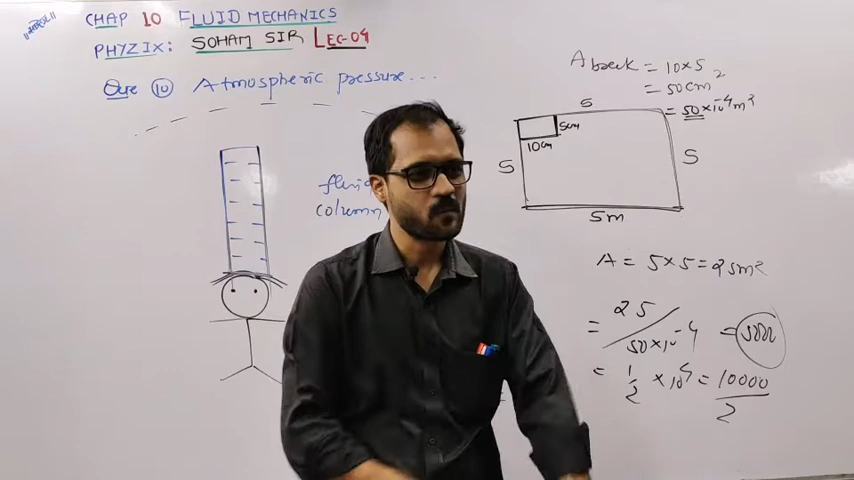 CHAP 10 FLUID MECHANICS
PHYZIX: SOHAM SIR LEC-04
Que 10 Atmospheric pressure...
fluid
column
A brick = 10×5
= 50cm²
= 50×10⁻⁴m²
5
5cm
10cm
5
5
5m
A = 5×5 = 25m²
= 25 / 50×10⁻⁴ = 5000
= 1/2 ×10⁴ = 10000/2